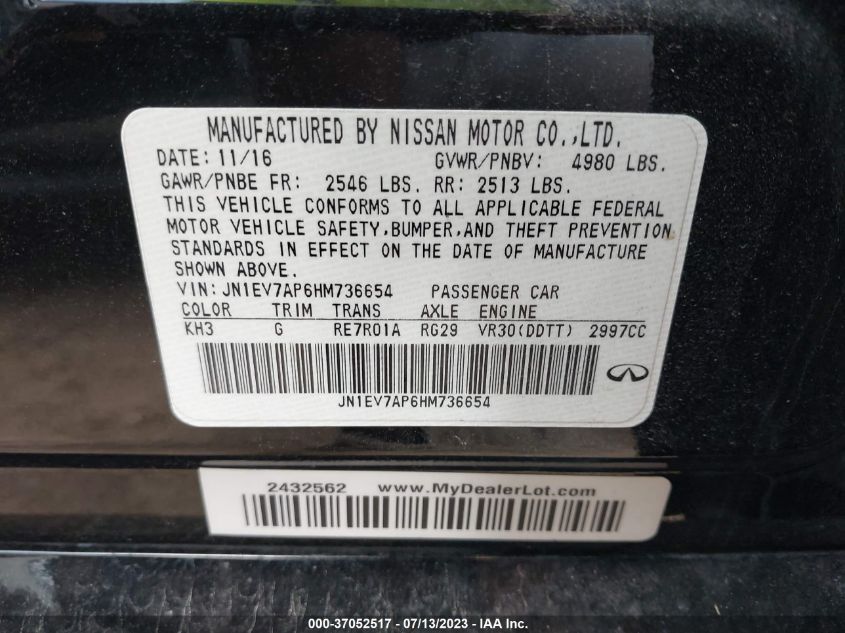 MANUFACTURED BY NISSAN MOTOR CO.,LTD.
DATE: 11/16 GVWR/PNBV: 4980 LBS.
GAWR/PNBE FR: 2546 LBS. RR: 2513 LBS.
THIS VEHICLE CONFORMS TO ALL APPLICABLE FEDERAL
MOTOR VEHICLE SAFETY,BUMPER,AND THEFT PREVENTION
STANDARDS IN EFFECT ON THE DATE OF MANUFACTURE
SHOWN ABOVE.
VIN: JN1EV7AP6HM736654 PASSENGER CAR
COLOR TRIM TRANS AXLE ENGINE
KH3 G RE7R01A RG29 VR30(DDTT) 2997CC
JN1EV7AP6HM736654
2432562 www.MyDealerLot.com
000-37052517 - 07/13/2023 - Copart Inc.